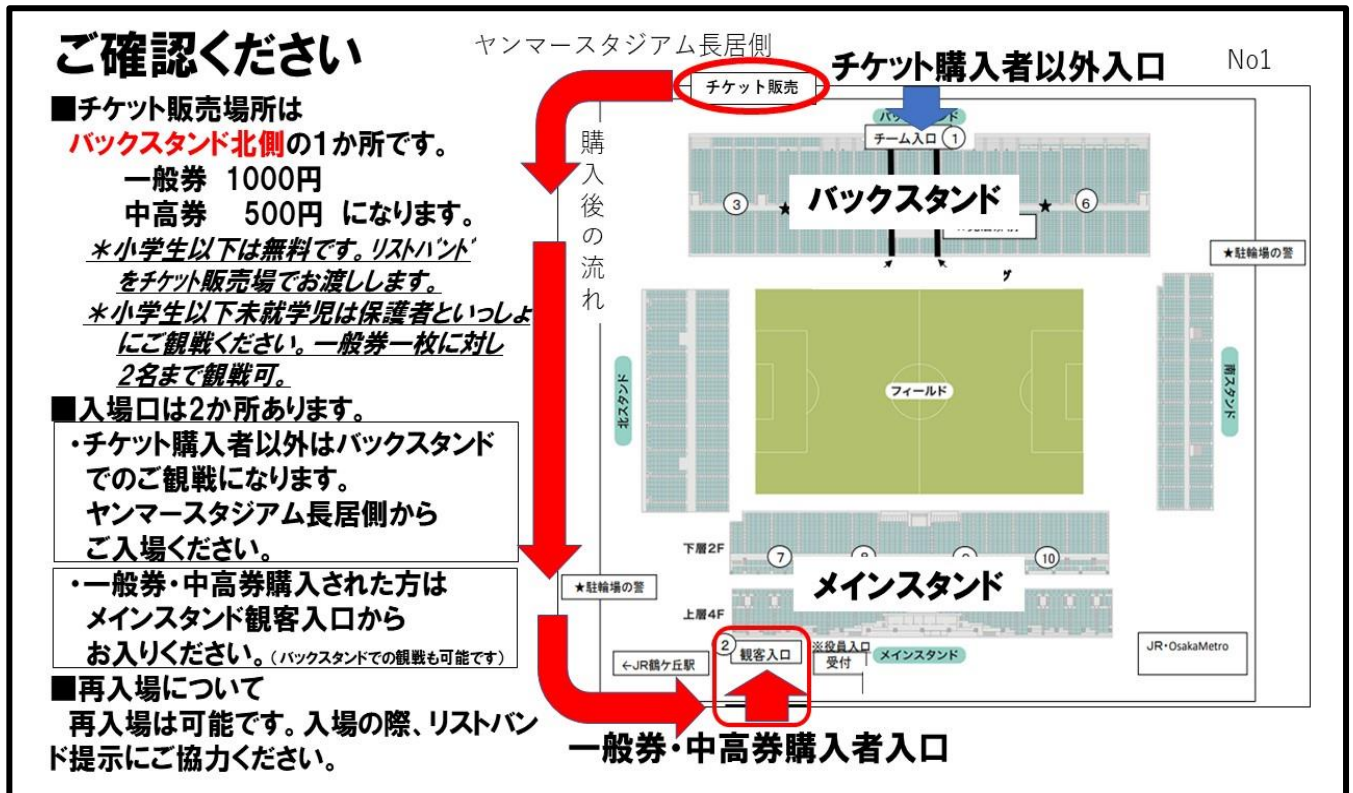 ご確認ください
■チケット販売場所は
バックスタンド北側の1か所です。
一般券 1000円
中高券 500円 になります。
＊小学生以下は無料です。リストバンド
をチケット販売場でお渡しします。
＊小学生以下未就学児は保護者といっしょ
にご観戦ください。一般券一枚に対し
2名まで観戦可。
■入場口は2か所あります。
・チケット購入者以外はバックスタンド
でのご観戦になります。
ヤンマースタジアム長居側から
ご入場ください。
・一般券・中高券購入された方は
メインスタンド観客入口から
お入りください。（バックスタンドでの観戦も可能です）
■再入場について
再入場は可能です。入場の際、リストバン
ド提示にご協力ください。
ヤンマースタジアム長居側
チケット購入者以外入口
No1
チケット販売
購入後の流れ
チーム入口 ①
バックスタンド
③ ★
★ ⑥
★駐輪場の警
北スタンド
フィールド
南スタンド
下層2F
⑦
⑩
メインスタンド
上層4F
★駐輪場の警
←JR鶴ケ丘駅
② 観客入口
※役員入口
受付
メインスタンド
JR・OsakaMetro
一般券・中高券購入者入口